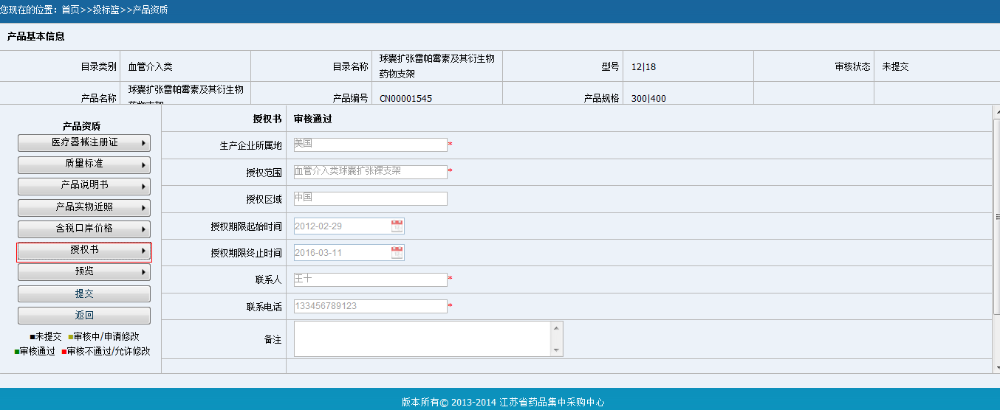 您现在的位置：首页>>投标篮>>产品资质
产品基本信息
目录类别 血管介入类 目录名称 球囊扩张雷帕霉素及其衍生物药物支架 型号 12|18 审核状态 未提交
产品名称 球囊扩张雷帕霉素及其衍生物药物支架 产品编号 CN00001545 产品规格 300|400
产品资质
医疗器械注册证
质量标准
产品说明书
产品实物近照
含税口岸价格
授权书
预览
提交
返回
■未提交 ■审核中/申请修改
■审核通过 ■审核不通过/允许修改
授权书 审核通过
生产企业所属地 美国 *
授权范围 血管介入类球囊扩张裸支架 *
授权区域 中国
授权期限起始时间 2012-02-29
授权期限终止时间 2016-03-11
联系人 王十 *
联系电话 133456789123 *
备注
版本所有© 2013-2014 江苏省药品集中采购中心